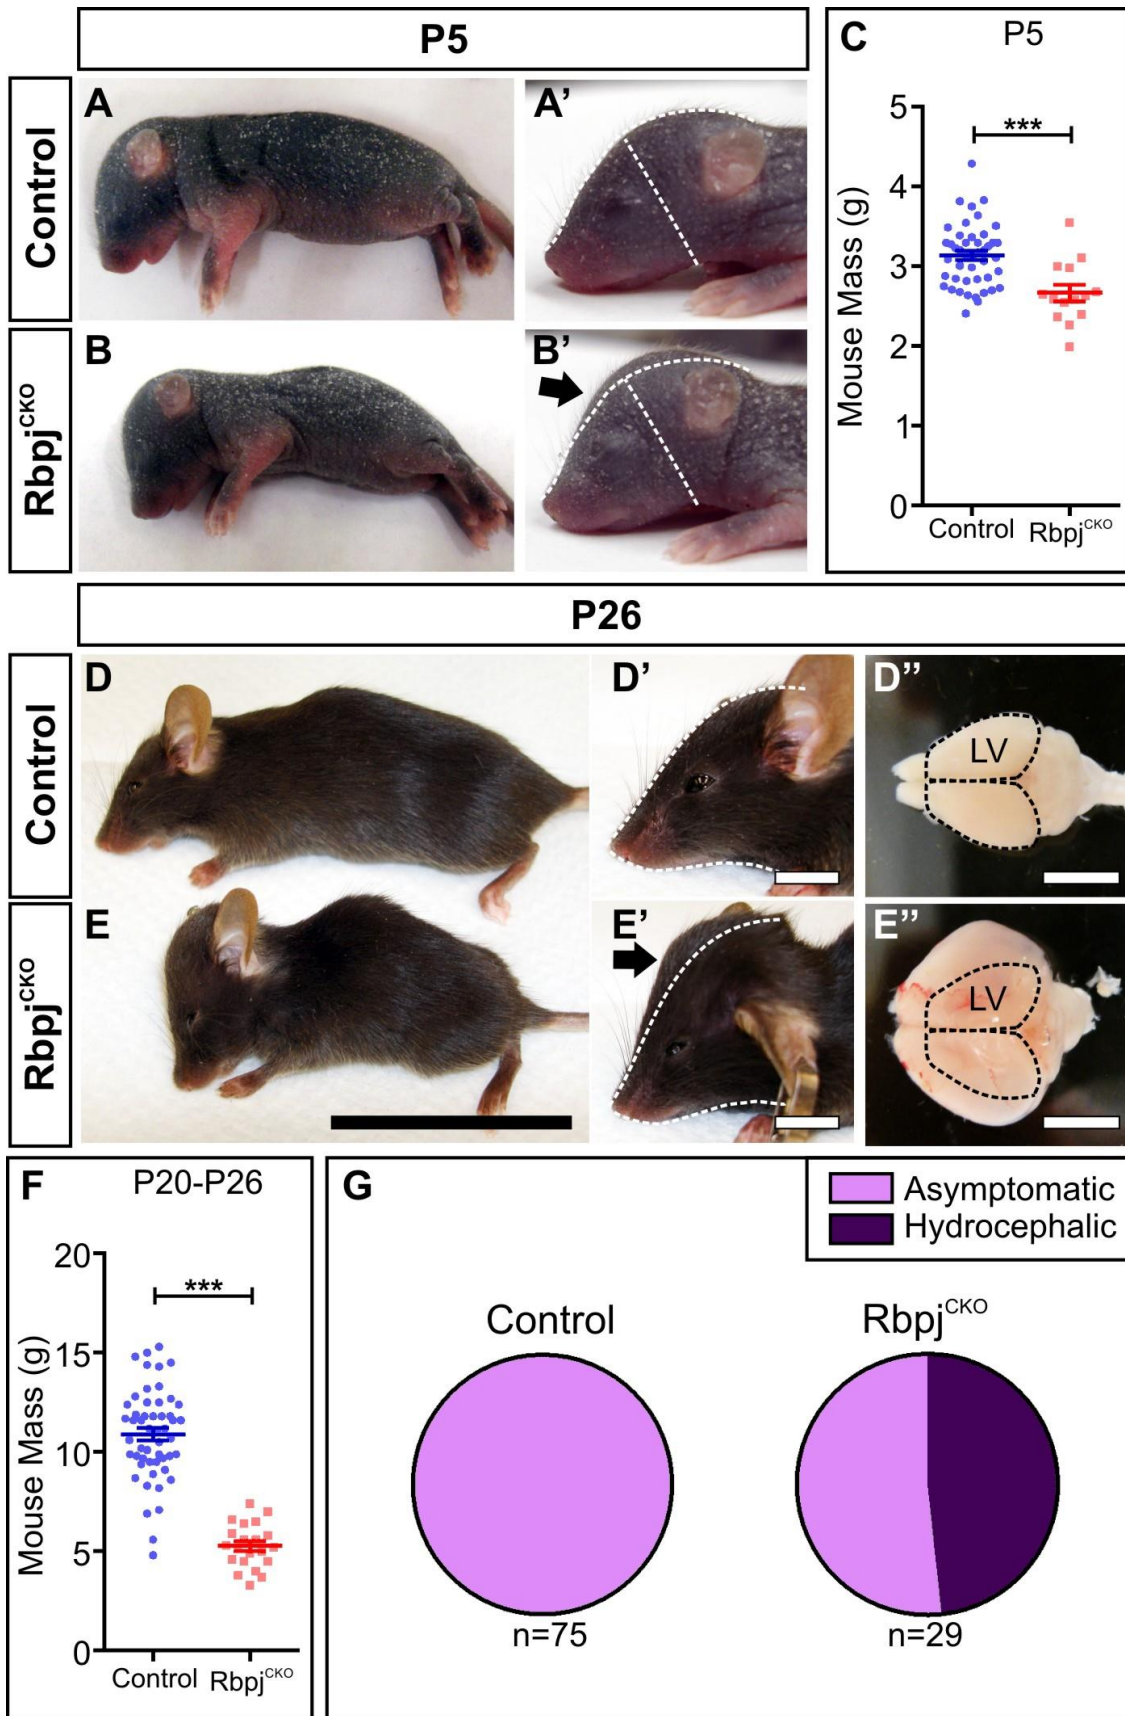 P5
Control
A
A'
Rbpj^CKO
B
B'
C
P5
***
Mouse Mass (g)
5
4
3
2
1
0
Control
Rbpj^CKO
P26
Control
D
D'
D''
LV
Rbpj^CKO
E
E'
E''
LV
F
P20-P26
***
Mouse Mass (g)
20
15
10
5
0
Control
Rbpj^CKO
G
Asymptomatic
Hydrocephalic
Control
n=75
Rbpj^CKO
n=29